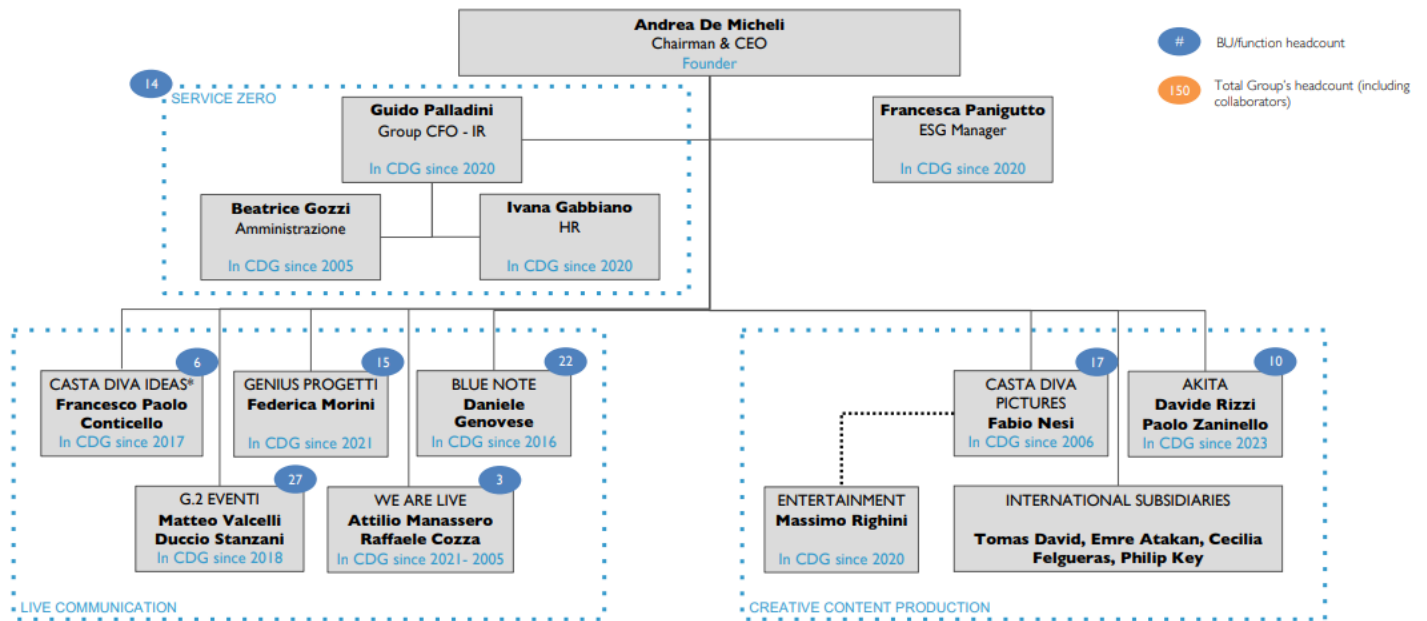 Andrea De Micheli
Chairman & CEO
Founder
#
BU/function headcount
150
Total Group's headcount (including
collaborators)
14
SERVICE ZERO
Guido Palladini
Group CFO - IR
In CDG since 2020
Francesca Panigutto
ESG Manager
In CDG since 2020
Beatrice Gozzi
Amministrazione
In CDG since 2005
Ivana Gabbiano
HR
In CDG since 2020
6
CASTA DIVA IDEAS*
Francesco Paolo
Conticello
In CDG since 2017
15
GENIUS PROGETTI
Federica Morini
In CDG since 2021
22
BLUE NOTE
Daniele
Genovese
In CDG since 2016
27
G.2 EVENTI
Matteo Valcelli
Duccio Stanzani
In CDG since 2018
3
WE ARE LIVE
Attilio Manassero
Raffaele Cozza
In CDG since 2021- 2005
LIVE COMMUNICATION
17
CASTA DIVA
PICTURES
Fabio Nesi
In CDG since 2006
10
AKITA
Davide Rizzi
Paolo Zaninello
In CDG since 2023
ENTERTAINMENT
Massimo Righini
In CDG since 2020
INTERNATIONAL SUBSIDIARIES
Tomas David, Emre Atakan, Cecilia
Felgueras, Philip Key
CREATIVE CONTENT PRODUCTION